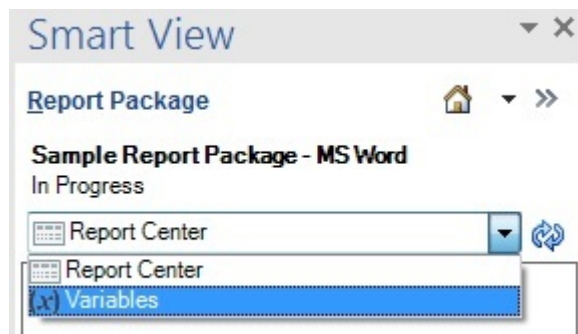 Smart View
Report Package
Sample Report Package - MS Word
In Progress
Report Center
Report Center
(x) Variables